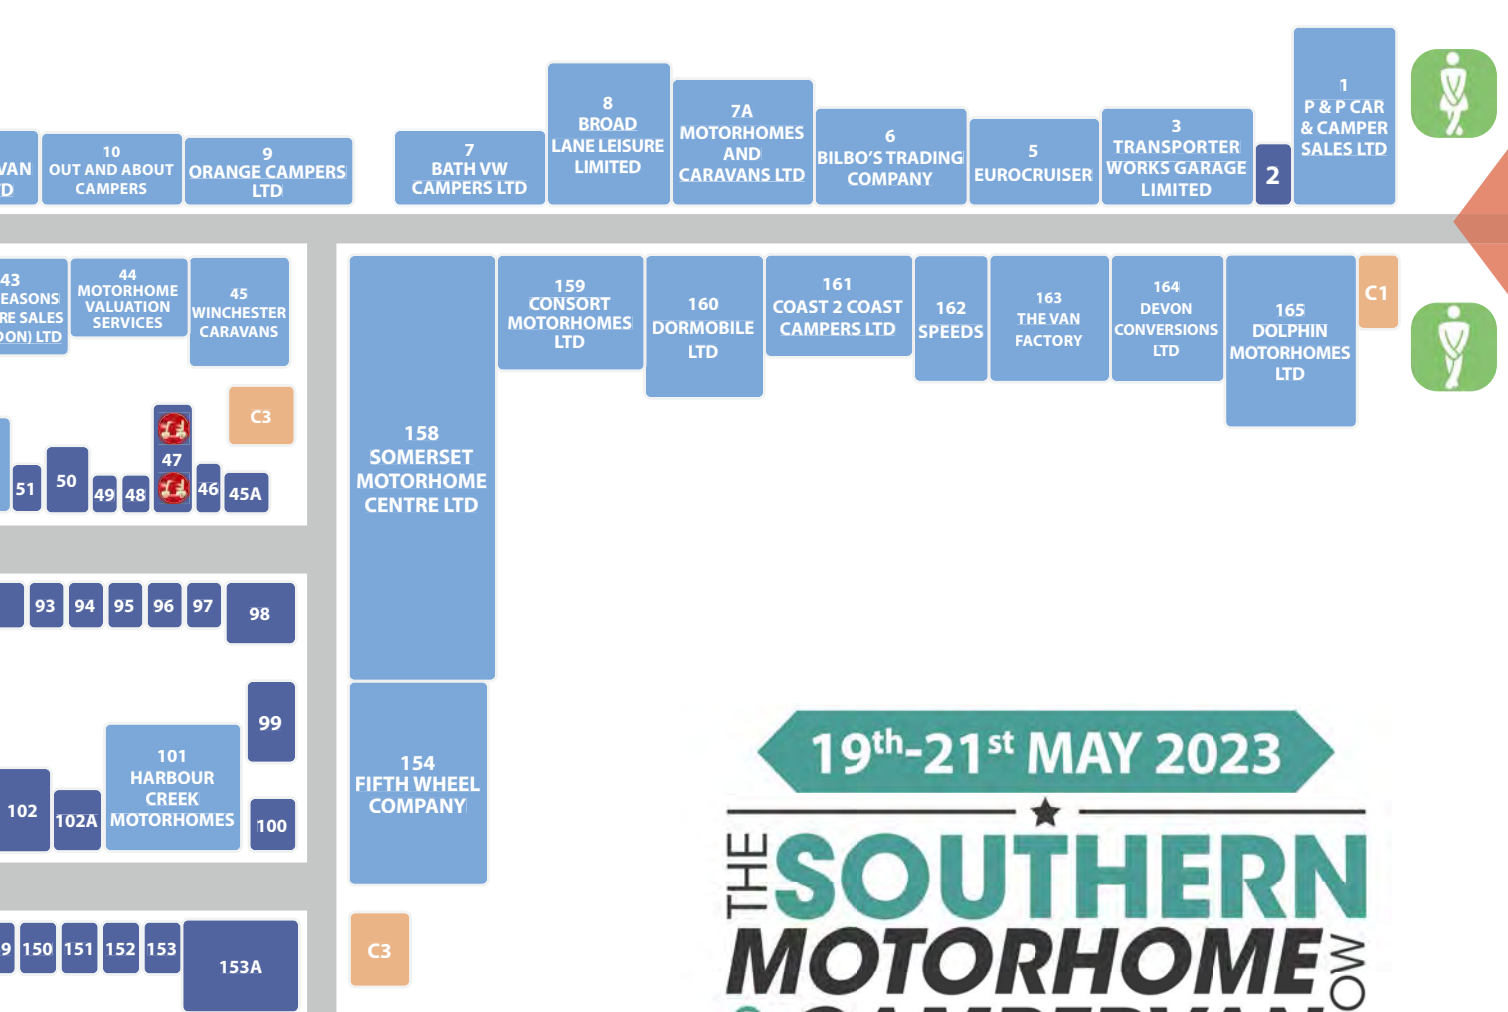 1
P & P CAR
& CAMPER
SALES LTD
8
BROAD
LANE LEISURE
LIMITED
7A
MOTORHOMES
AND
CARAVANS LTD
3
TRANSPORTER
WORKS GARAGE
LIMITED
6
BILBO'S TRADING
COMPANY
5
EUROCRUISER
2
10
OUT AND ABOUT
CAMPERS
9
ORANGE CAMPERS
LTD
7
BATH VW
CAMPERS LTD
43
44
MOTORHOME
VALUATION
SERVICES
45
WINCHESTER
CARAVANS
159
CONSORT
MOTORHOMES
LTD
160
DORMOBILE
LTD
161
COAST 2 COAST
CAMPERS LTD
162
SPEEDS
163
THE VAN
FACTORY
164
DEVON
CONVERSIONS
LTD
165
DOLPHIN
MOTORHOMES
LTD
C1
C3
158
SOMERSET
MOTORHOME
CENTRE LTD
51
50
49
48
47
46
45A
93
94
95
96
97
98
99
101
HARBOUR
CREEK
MOTORHOMES
102
102A
100
154
FIFTH WHEEL
COMPANY
C3
150
151
152
153
153A
19th-21st MAY 2023
THE
SOUTHERN
MOTORHOME